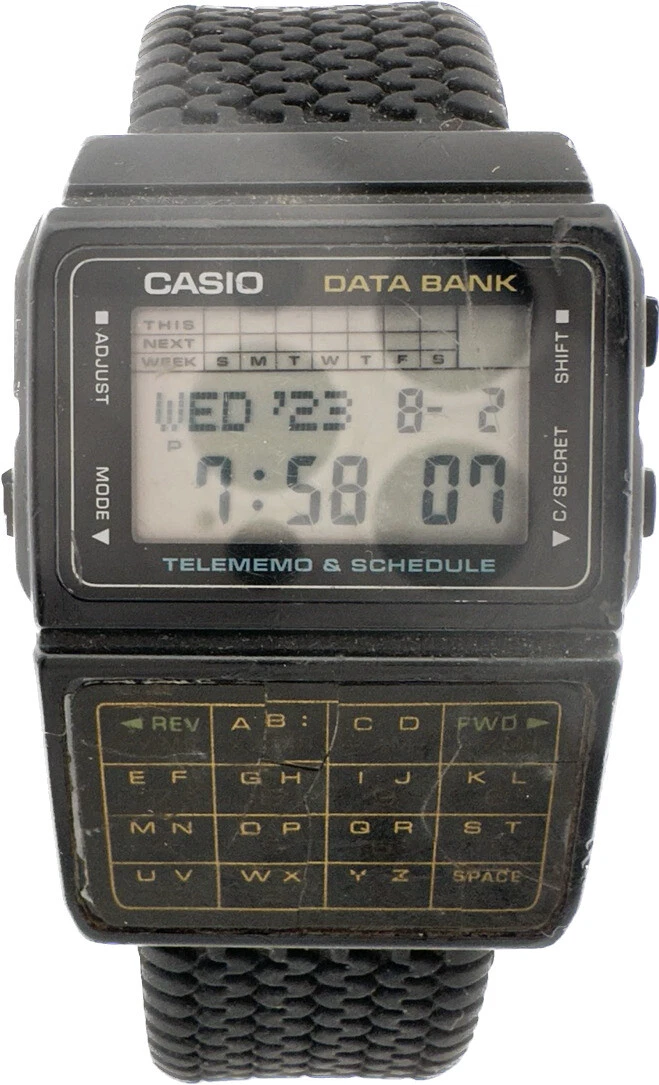 CASIO DATA BANK
■ ADJUST
MODE ▼
SHIFT ■
▼ C/SECRET
THIS
NEXT
WEEK S M T W T F S
WED '23 8- 2
P
7:58 07
TELEMEMO & SCHEDULE
◄ REV A B : C D FWD ►
E F G H I J K L
M N O P Q R S T
U V W X Y Z SPACE